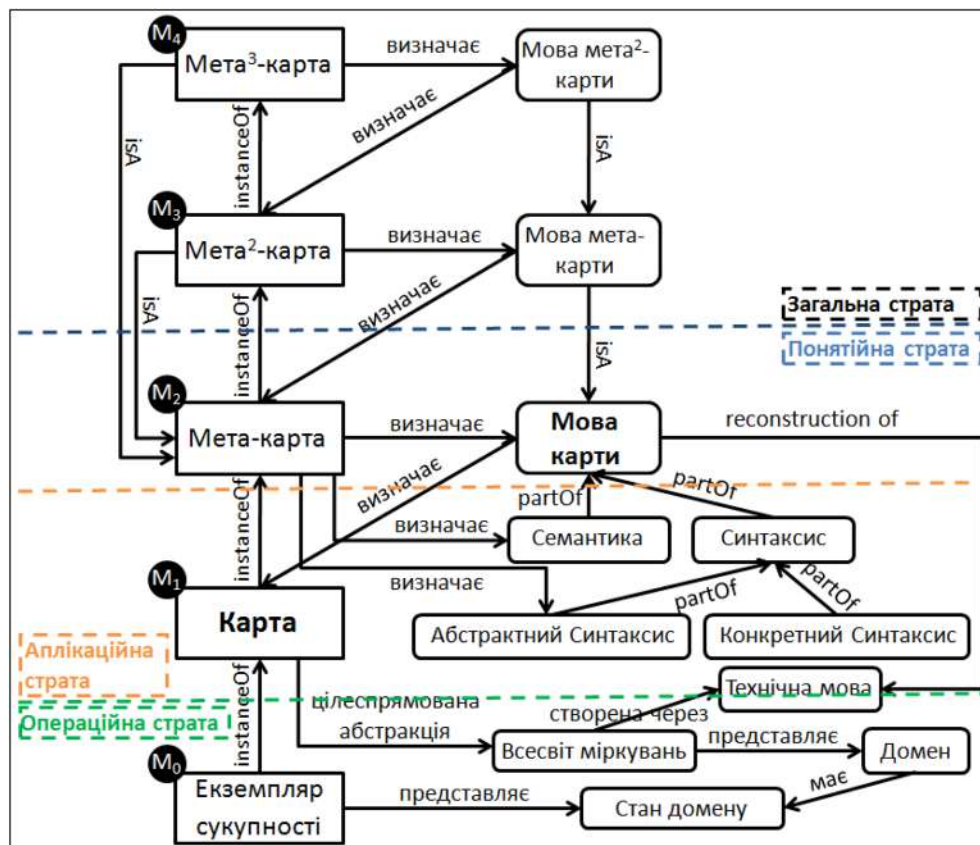 M₄
визначає
Мета³-карта
Мова мета²-
карти
визначає
isA
instanceOf
isA
M₃
визначає
Мета²-карта
Мова мета-
карти
визначає
isA
instanceOf
Загальна страта
Понятійна страта
isA
M₂
визначає
Мета-карта
Мова
карти
reconstruction of
визначає
partOf
partOf
instanceOf
визначає
Семантика
Синтаксис
M₁
визначає
partOf
partOf
Карта
Абстрактний Синтаксис
Конкретний Синтаксис
Аплікаційна
страта
Операційна страта
instanceOf
цілеспрямована
абстракція
створена через
Технічна мова
Всесвіт міркувань
представляє
Домен
M₀
має
Екземпляр
сукупності
представляє
Стан домену